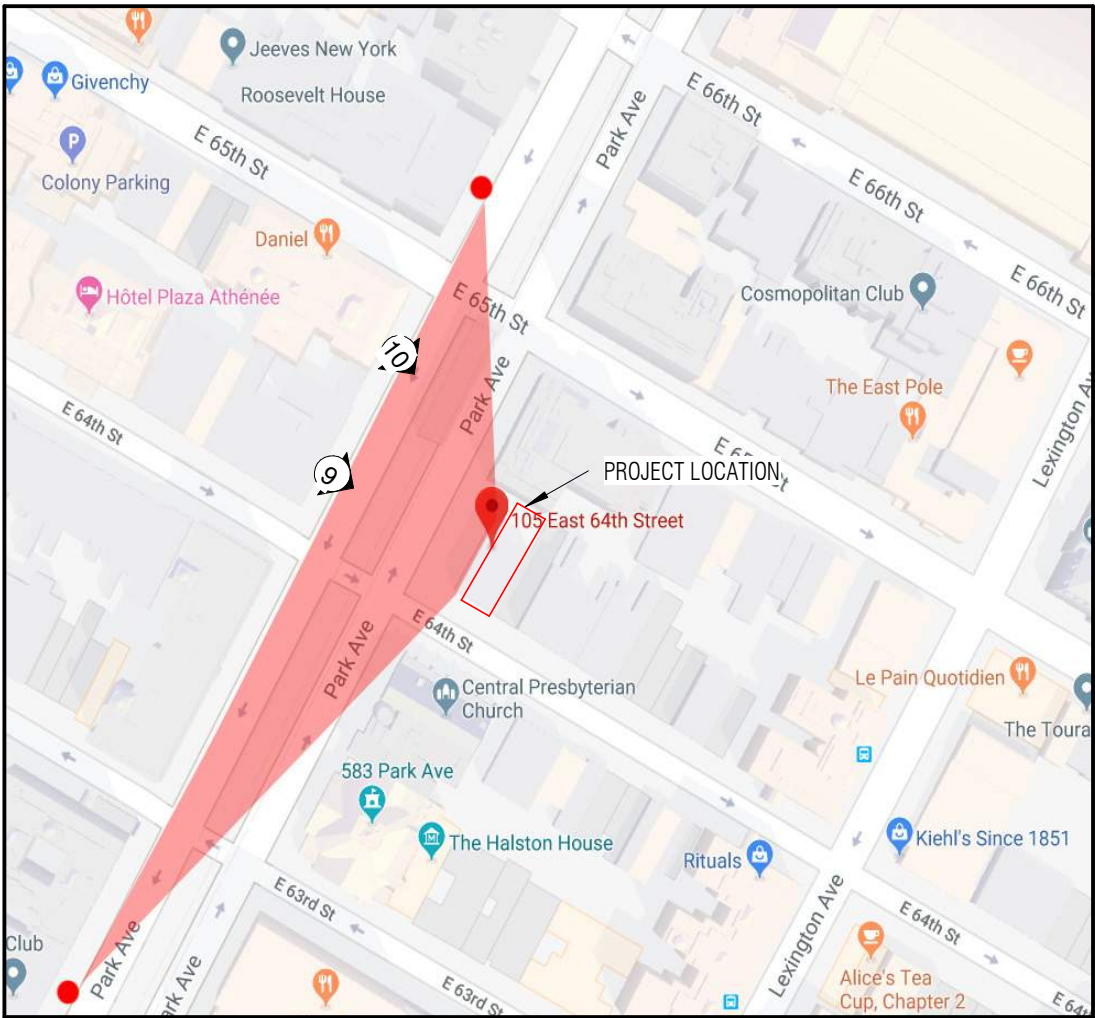 Jeeves New York
Givenchy
Roosevelt House
E 66th St
Park Ave
P
E 65th St
Colony Parking
E 66th St
Daniel
Hôtel Plaza Athénée
E 66th St
Cosmopolitan Club
E 65th St
10
Park Ave
The East Pole
E 64th St
Lexington
9
PROJECT LOCATION
105 East 64th Street
E 64th St
Park Ave
Central Presbyterian
Church
Le Pain Quotidien
The Toura
583 Park Ave
The Halston House
Rituals
Kiehl's Since 1851
E 63rd St
Lexington Ave
E 64th St
Club
Park Ave
ark Ave
E 63rd St
Alice's Tea
Cup, Chapter 2
E 64t